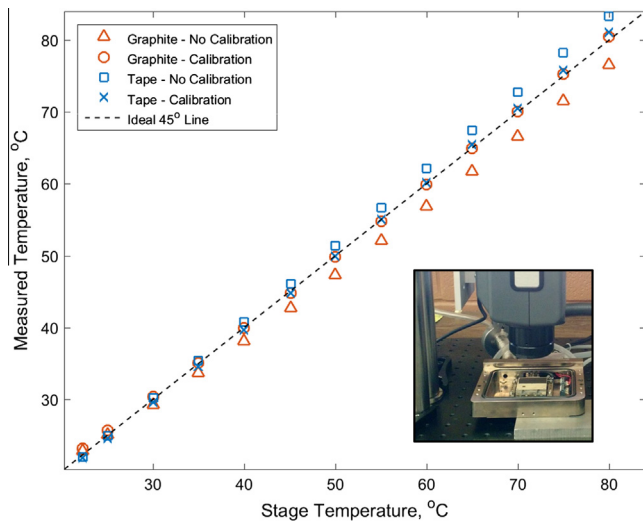 80
70
60
50
40
30
Measured Temperature, °C
Graphite - No Calibration
Graphite - Calibration
Tape - No Calibration
Tape - Calibration
Ideal 45° Line
30
40
50
60
70
80
Stage Temperature, °C